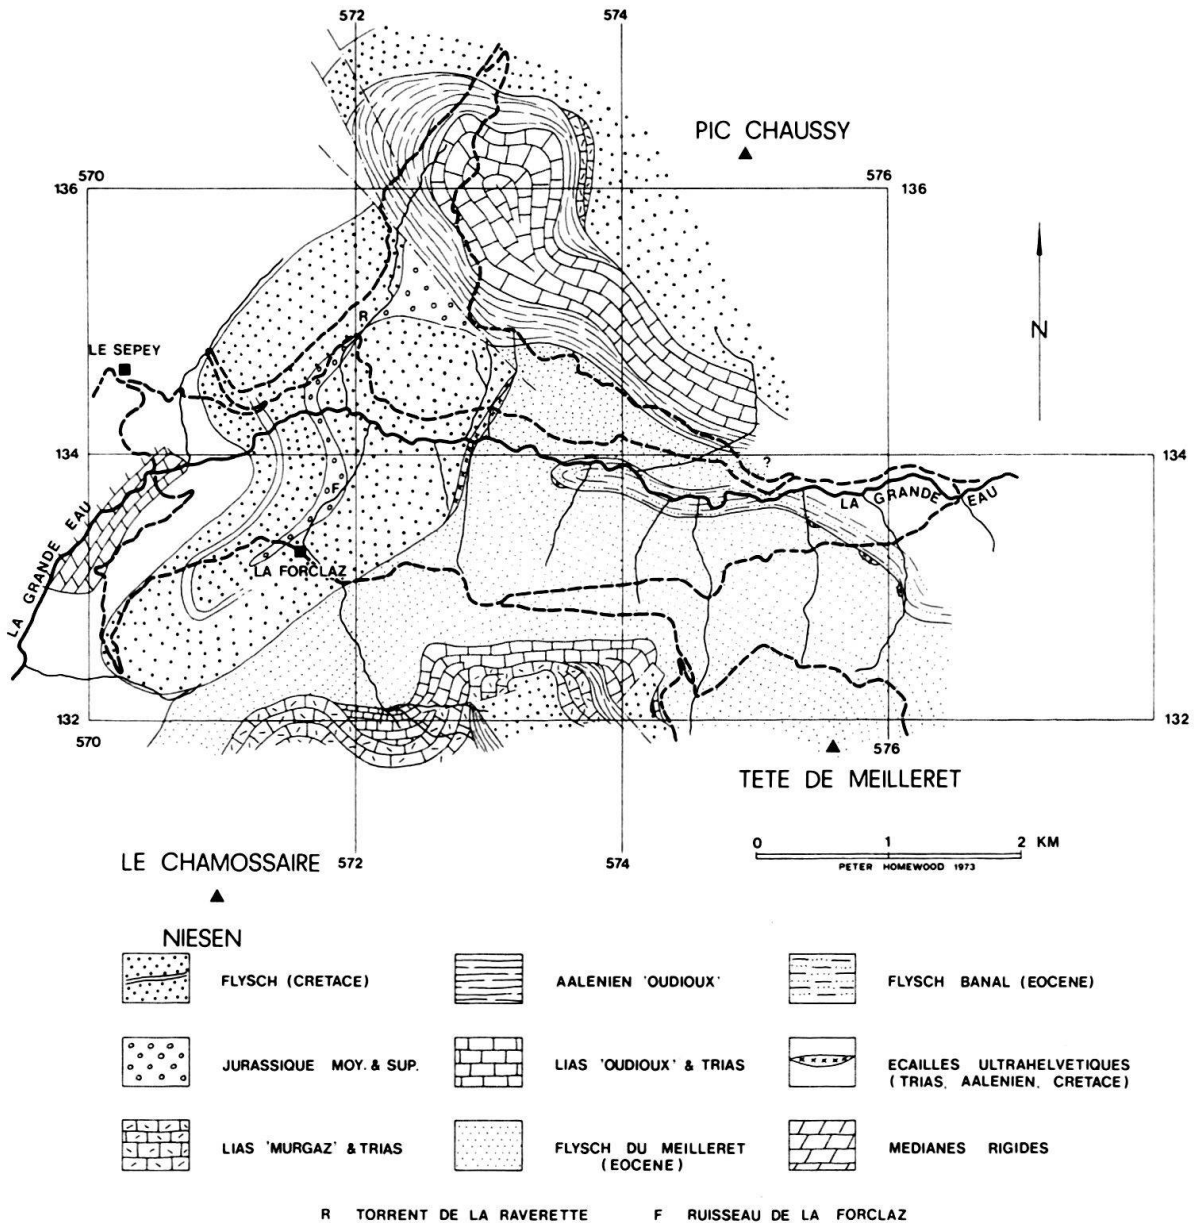 572
574
PIC CHAUSSY
570
136
576
136
R
N
LE SEPEY
134
?
134
F
LA GRANDE EAU
LA GRANDE EAU
LA FORCLAZ
132
132
570
576
TETE DE MEILLERET
0 1 2 KM
PETER HOMEWOOD 1973
LE CHAMOSSAIRE
572
574
NIESEN
FLYSCH (CRETACE)
AALENIEN 'OUDIOUX'
FLYSCH BANAL (EOCENE)
JURASSIQUE MOY. & SUP.
LIAS 'OUDIOUX' & TRIAS
ECAILLES ULTRAHELVETIQUES
(TRIAS, AALENIEN, CRETACE)
LIAS 'MURGAZ' & TRIAS
FLYSCH DU MEILLERET
(EOCENE)
MEDIANES RIGIDES
R TORRENT DE LA RAVERETTE F RUISSEAU DE LA FORCLAZ